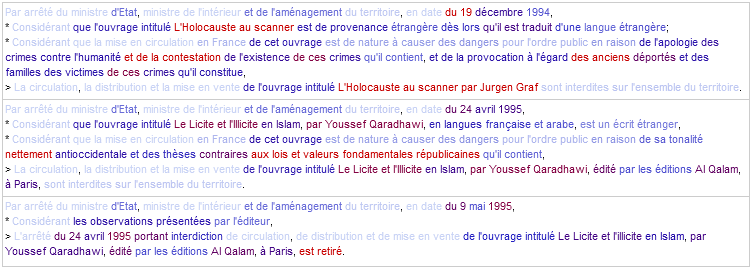 Par arrêté du ministre d'Etat, ministre de l'intérieur et de l'aménagement du territoire, en date du 19 décembre 1994,
* Considérant que l'ouvrage intitulé L'Holocauste au scanner est de provenance étrangère dès lors qu'il est traduit d'une langue étrangère;
* Considérant que la mise en circulation en France de cet ouvrage est de nature à causer des dangers pour l'ordre public en raison de l'apologie des
crimes contre l'humanité et de la contestation de l'existence de ces crimes qu'il contient, et de la provocation à l'égard des anciens déportés et des
familles des victimes de ces crimes qu'il constitue,
> La circulation, la distribution et la mise en vente de l'ouvrage intitulé L'Holocauste au scanner par Jurgen Graf sont interdites sur l'ensemble du territoire.
Par arrêté du ministre d'Etat, ministre de l'intérieur et de l'aménagement du territoire, en date du 24 avril 1995,
* Considérant que l'ouvrage intitulé Le Licite et l'Illicite en Islam, par Youssef Qaradhawi, en langues française et arabe, est un écrit étranger,
* Considérant que la mise en circulation en France de cet ouvrage est de nature à causer des dangers pour l'ordre public en raison de sa tonalité
nettement antioccidentale et des thèses contraires aux lois et valeurs fondamentales républicaines qu'il contient,
> La circulation, la distribution et la mise en vente de l'ouvrage intitulé Le Licite et l'Illicite en Islam, par Youssef Qaradhawi, édité par les éditions Al Qalam,
à Paris, sont interdites sur l'ensemble du territoire.
Par arrêté du ministre d'Etat, ministre de l'intérieur et de l'aménagement du territoire, en date du 9 mai 1995,
* Considérant les observations présentées par l'éditeur,
> L'arrêté du 24 avril 1995 portant interdiction de circulation, de distribution et de mise en vente de l'ouvrage intitulé Le Licite et l'illicite en Islam, par
Youssef Qaradhawi, édité par les éditions Al Qalam, à Paris, est retiré.